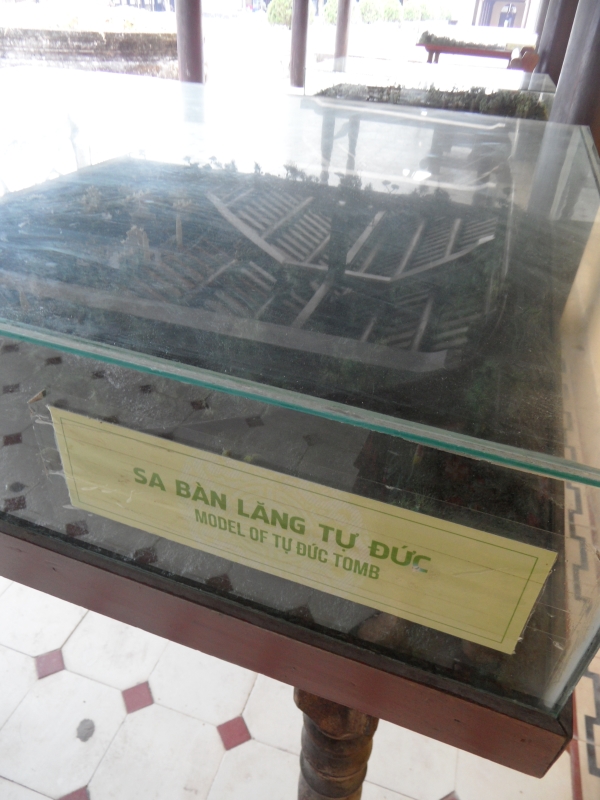 SA BÀN LĂNG TỰ ĐỨC
MODEL OF TỰ ĐỨC TOMB